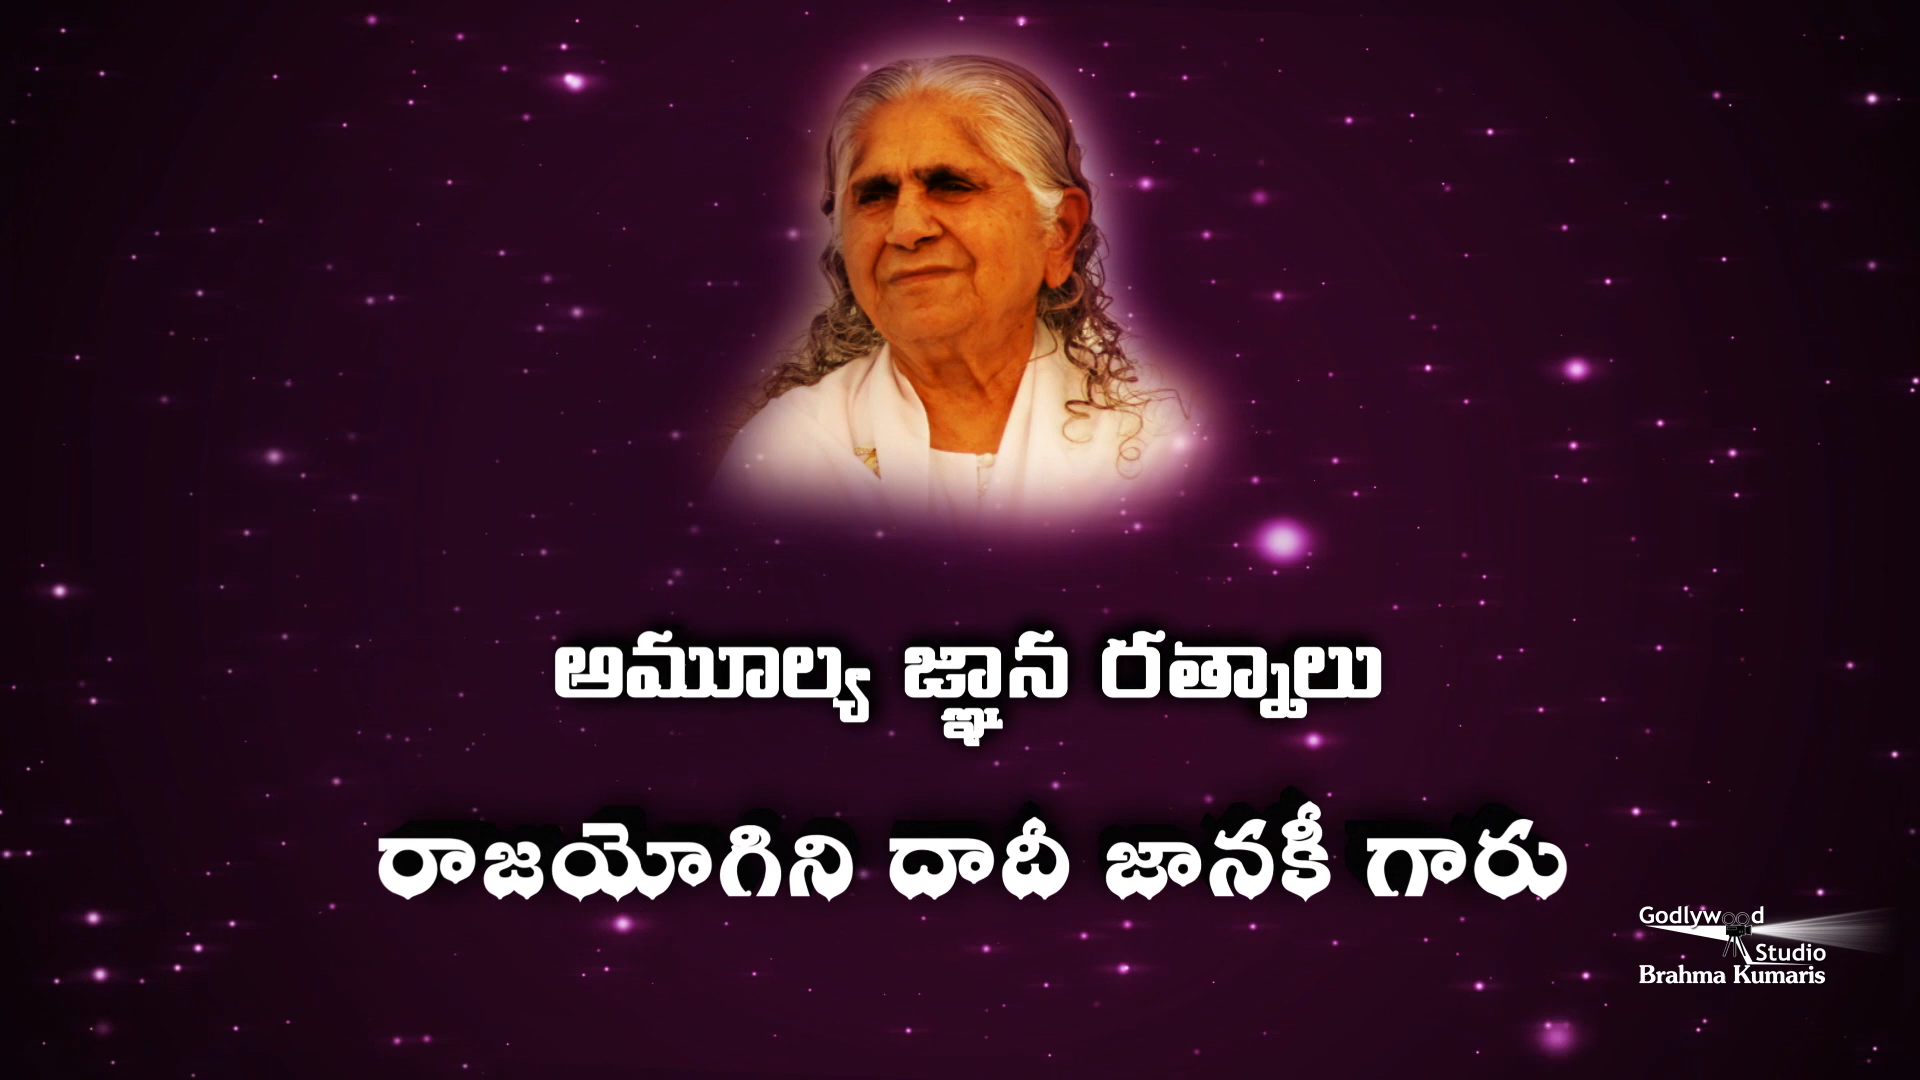 అమూల్య జ్ఞాన రత్నాలు
రాజయోగిని దాదీ జానకీ గారు
Godlywood
Studio
Brahma Kumaris